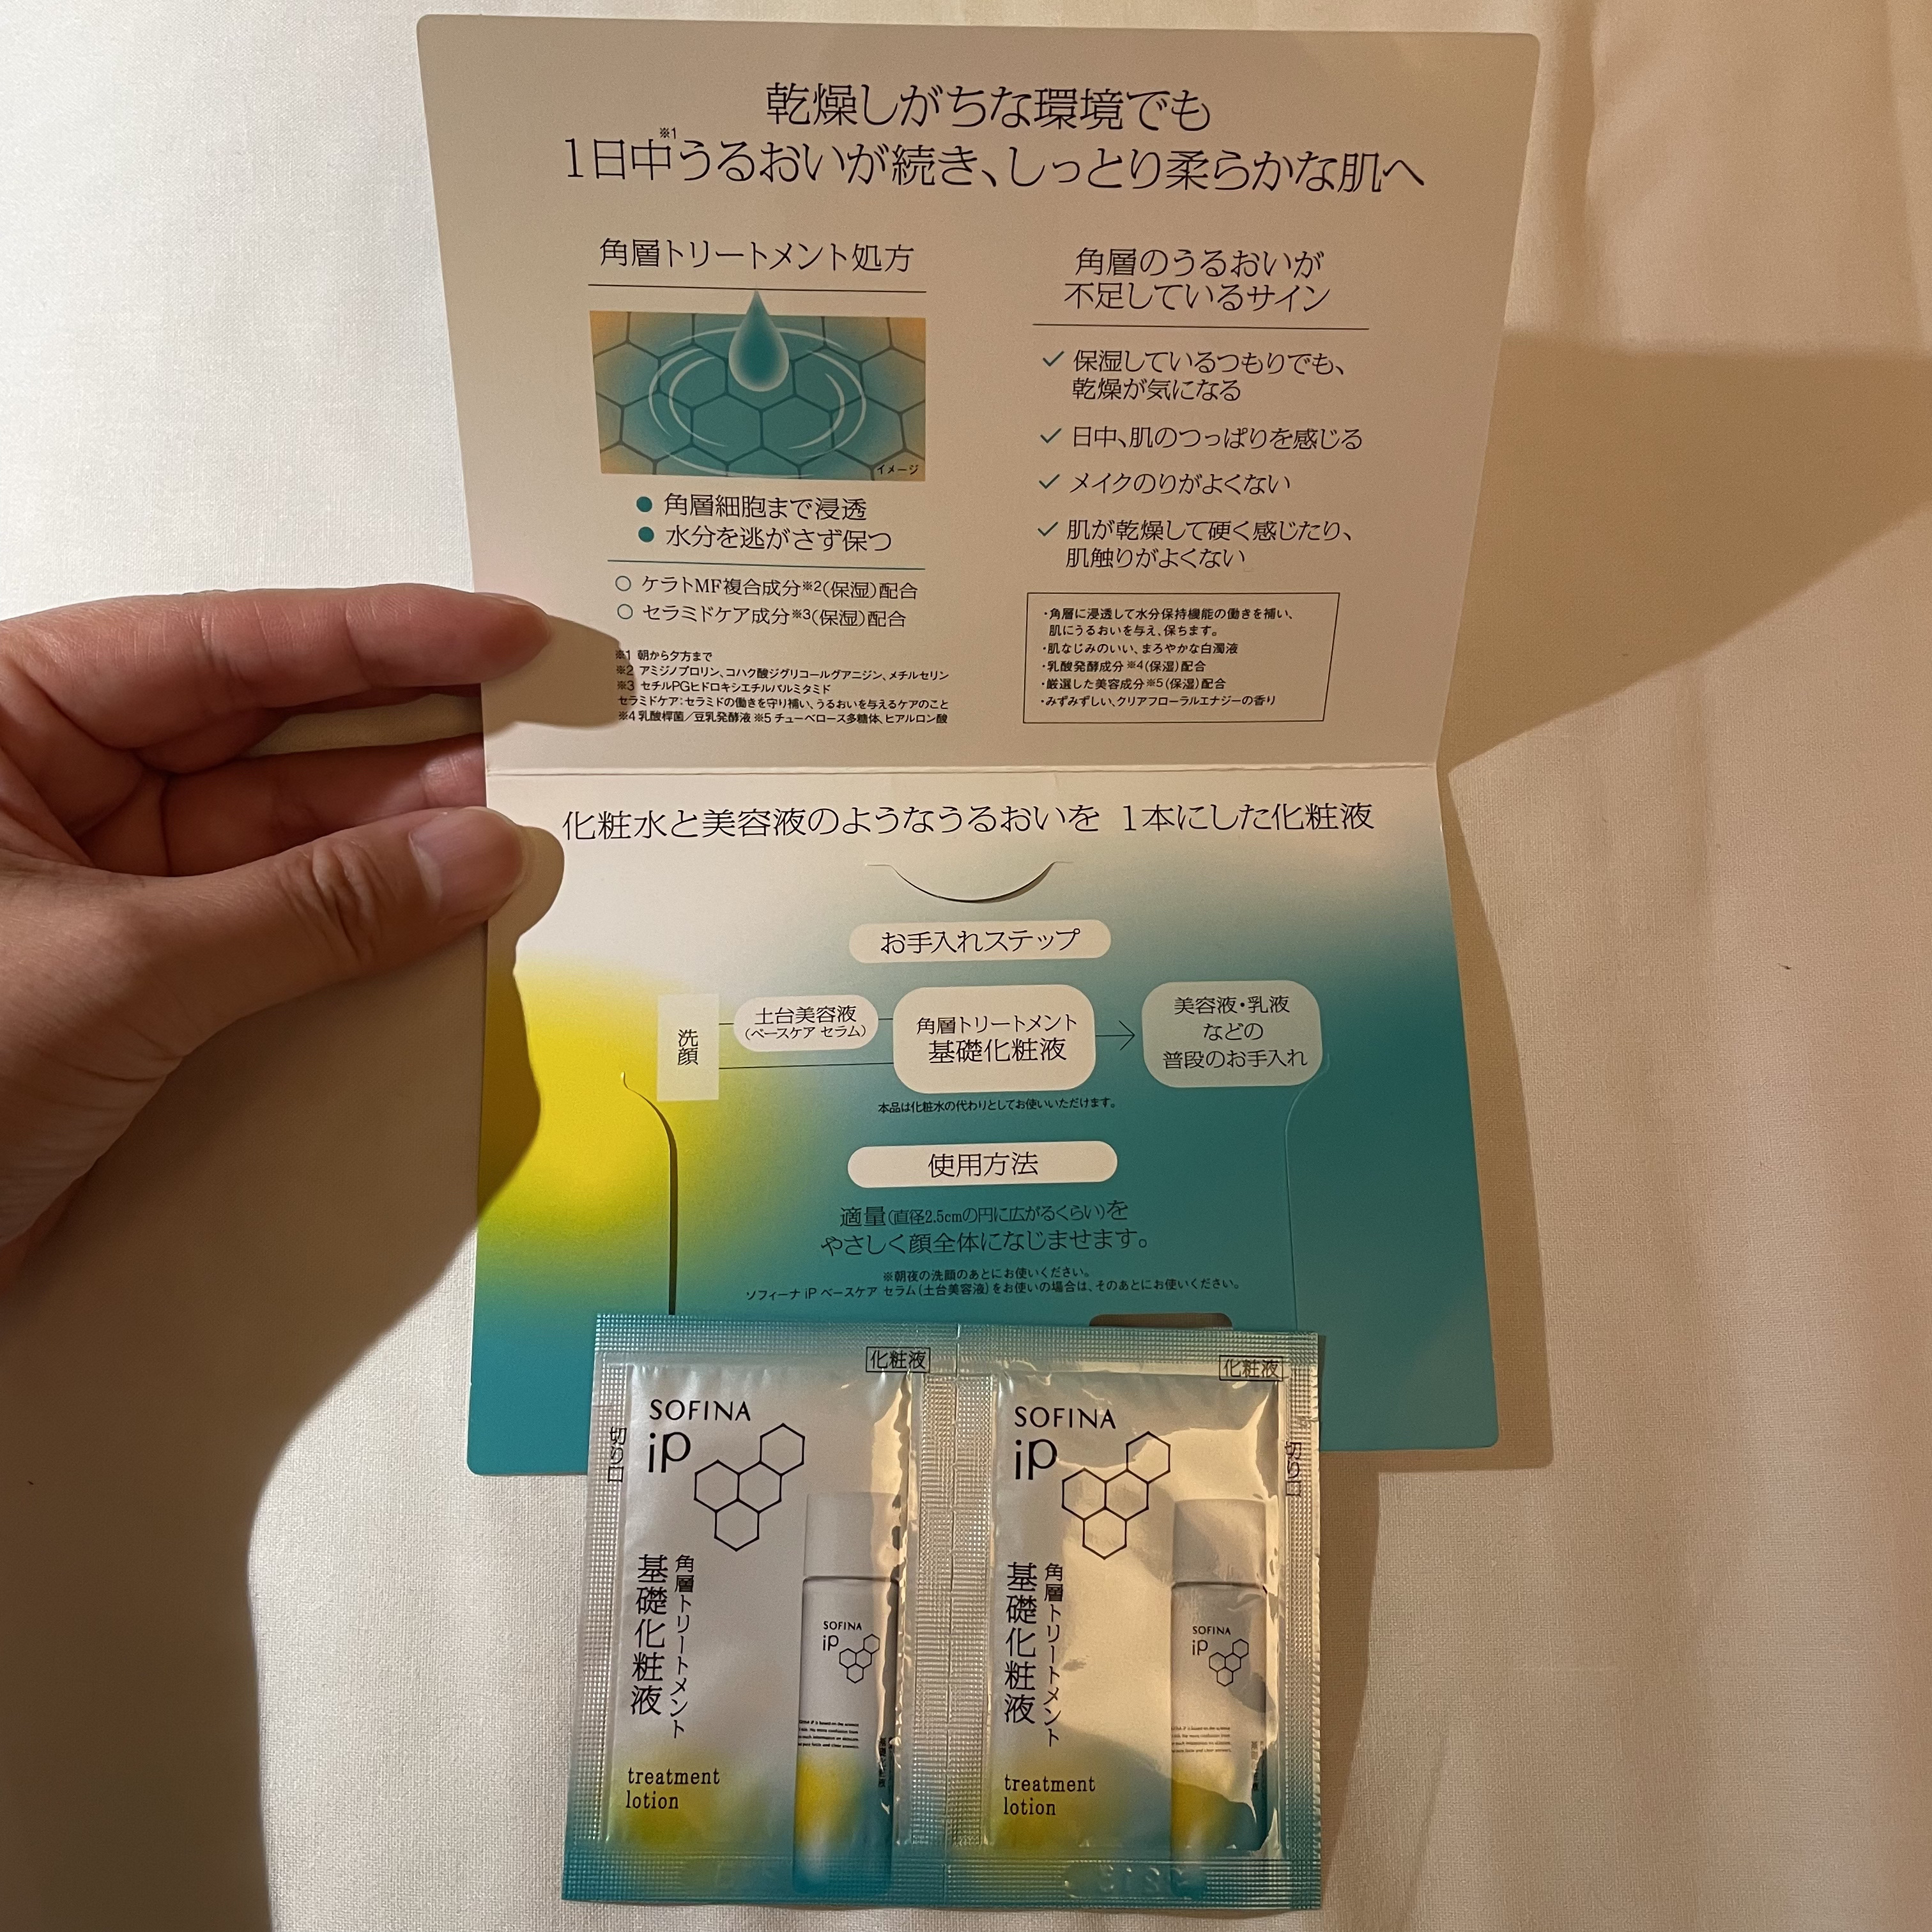 乾燥しがちな環境でも
1日中※1うるおいが続き、しっとり柔らかな肌へ
角層トリートメント処方
イメージ
● 角層細胞まで浸透
● 水分を逃がさず保つ
○ ケラトMF複合成分※2(保湿)配合
○ セラミドケア成分※3(保湿)配合
※1 朝から夕方まで
※2 アミジノプロリン、コハク酸ジグリコールグアニジン、メチルセリン
※3 セチルPGヒドロキシエチルパルミタミド
セラミドケア:セラミドの働きを守り補い、うるおいを与えるケアのこと
※4 乳酸桿菌/豆乳発酵液 ※5 チューベロース多糖体、ヒアルロン酸
角層のうるおいが
不足しているサイン
✓ 保湿しているつもりでも、
乾燥が気になる
✓ 日中、肌のつっぱりを感じる
✓ メイクのりがよくない
✓ 肌が乾燥して硬く感じたり、
肌触りがよくない
・角層に浸透して水分保持機能の働きを補い、
肌にうるおいを与え、保ちます。
・肌なじみのいい、まろやかな白濁液
・乳酸発酵成分※4(保湿)配合
・厳選した美容成分※5(保湿)配合
・みずみずしい、クリアフローラルエナジーの香り
化粧水と美容液のようなうるおいを 1本にした化粧液
お手入れステップ
洗顔
土台美容液
(ベースケア セラム)
角層トリートメント
基礎化粧液
美容液・乳液
などの
普段のお手入れ
本品は化粧水の代わりとしてお使いいただけます。
使用方法
適量(直径2.5cmの円に広がるくらい)を
やさしく顔全体になじませます。
※朝夜の洗顔のあとにお使いください。
ソフィーナ iP ベースケア セラム(土台美容液)をお使いの場合は、そのあとにお使いください。
化粧液
切り口
SOFINA
iP
角層トリートメント
基礎化粧液
treatment
lotion
SOFINA
iP
化粧液
切り口
SOFINA
iP
角層トリートメント
基礎化粧液
treatment
lotion
SOFINA
iP